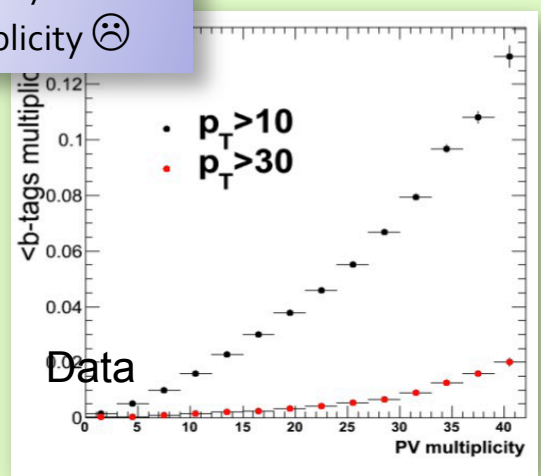 plicity ☹
<b-tags multiplic
0.12
0.1
0.08
0.06
0.04
0.02
0
p_T>10
p_T>30
Data
0 5 10 15 20 25 30 35 40
PV multiplicity